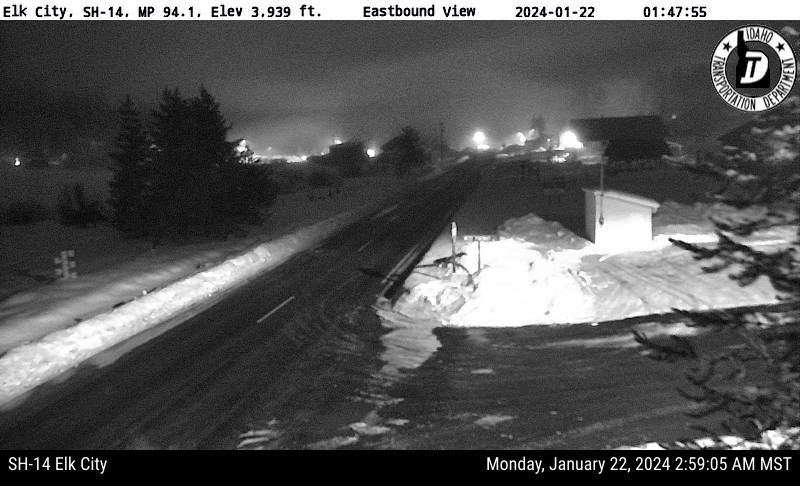 Elk City, SH-14, MP 94.1, Elev 3,939 ft. Eastbound View 2024-01-22 01:47:55
IDAHO
TRANSPORTATION DEPARTMENT
SH-14 Elk City Monday, January 22, 2024 2:59:05 AM MST